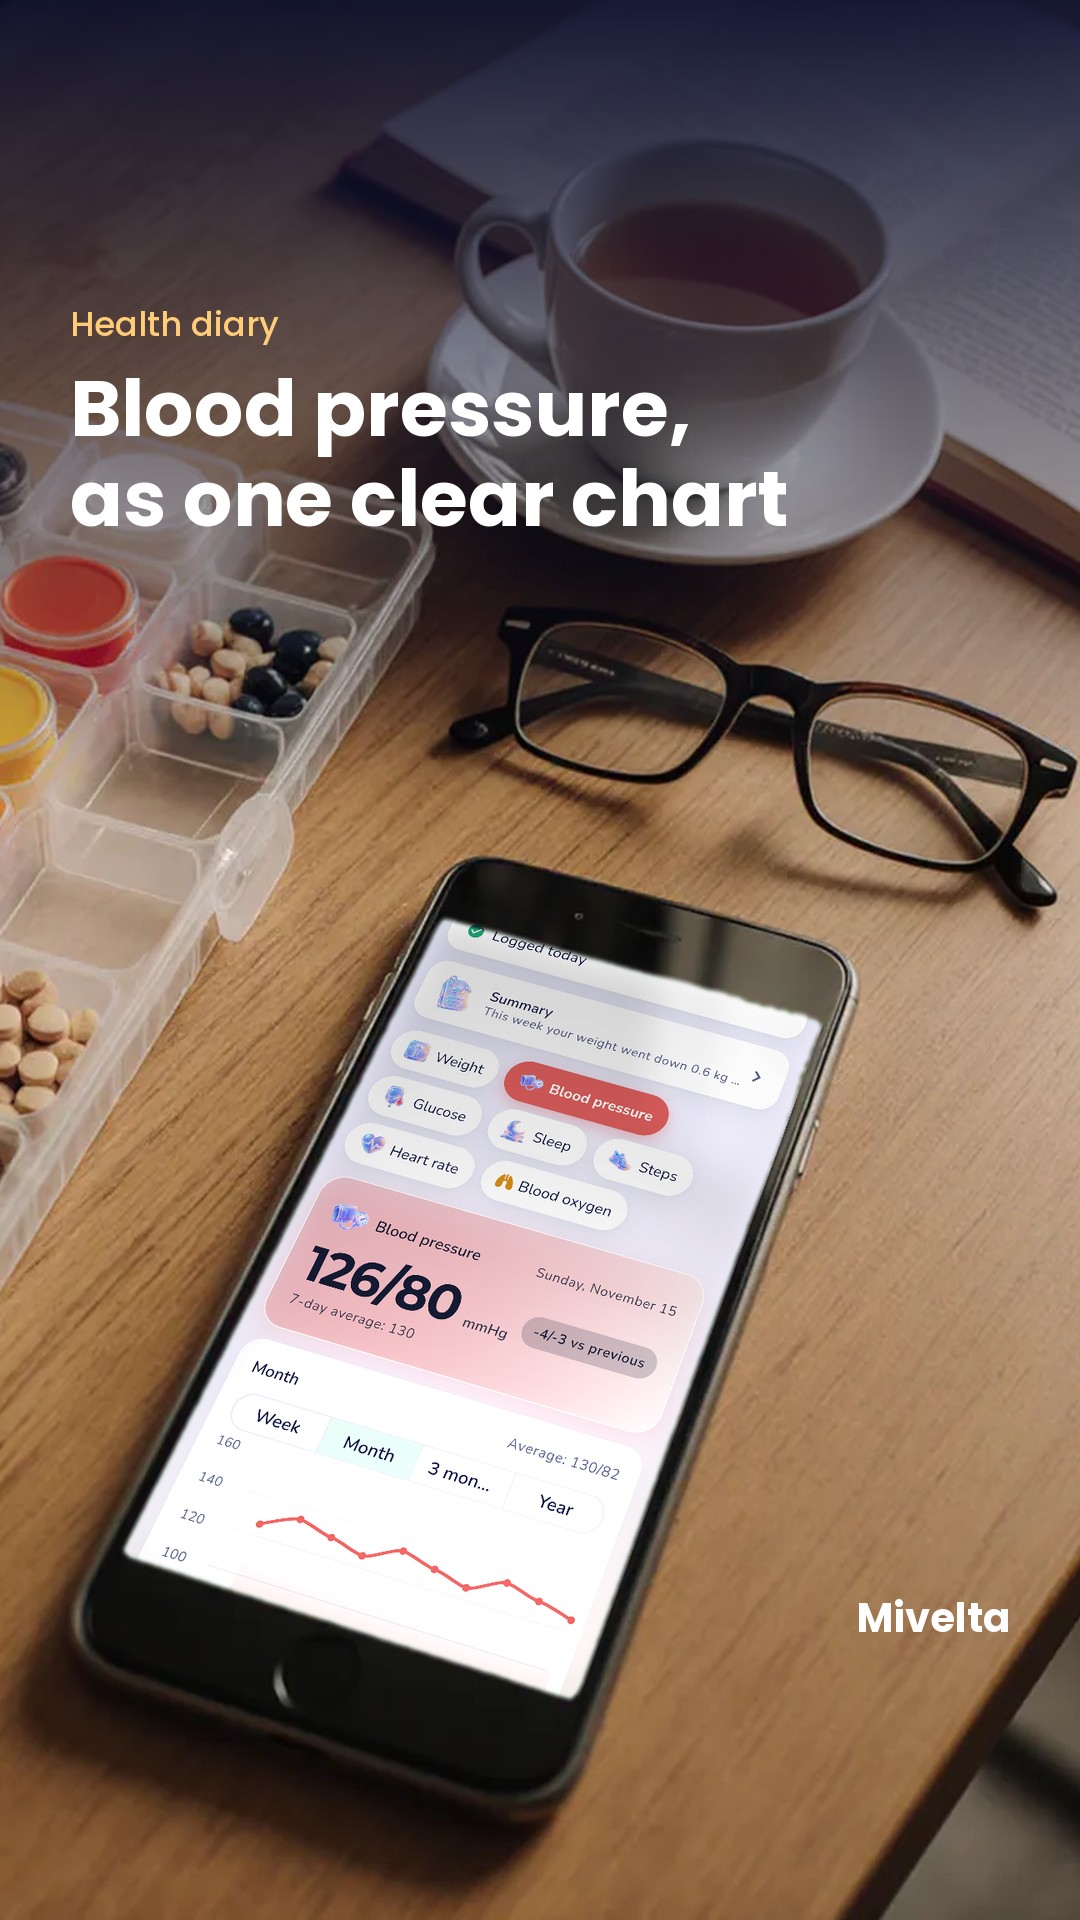 Health diary
Blood pressure,
as one clear chart
Logged today
Summary
This week your weight went down 0.6 kg ...
Weight
Blood pressure
Glucose
Sleep
Steps
Heart rate
Blood oxygen
Blood pressure
Sunday, November 15
126/80 mmHg
-4/-3 vs previous
7-day average: 130
Month
Average: 130/82
Week
Month
3 mon...
Year
160
140
120
100
Mivelta